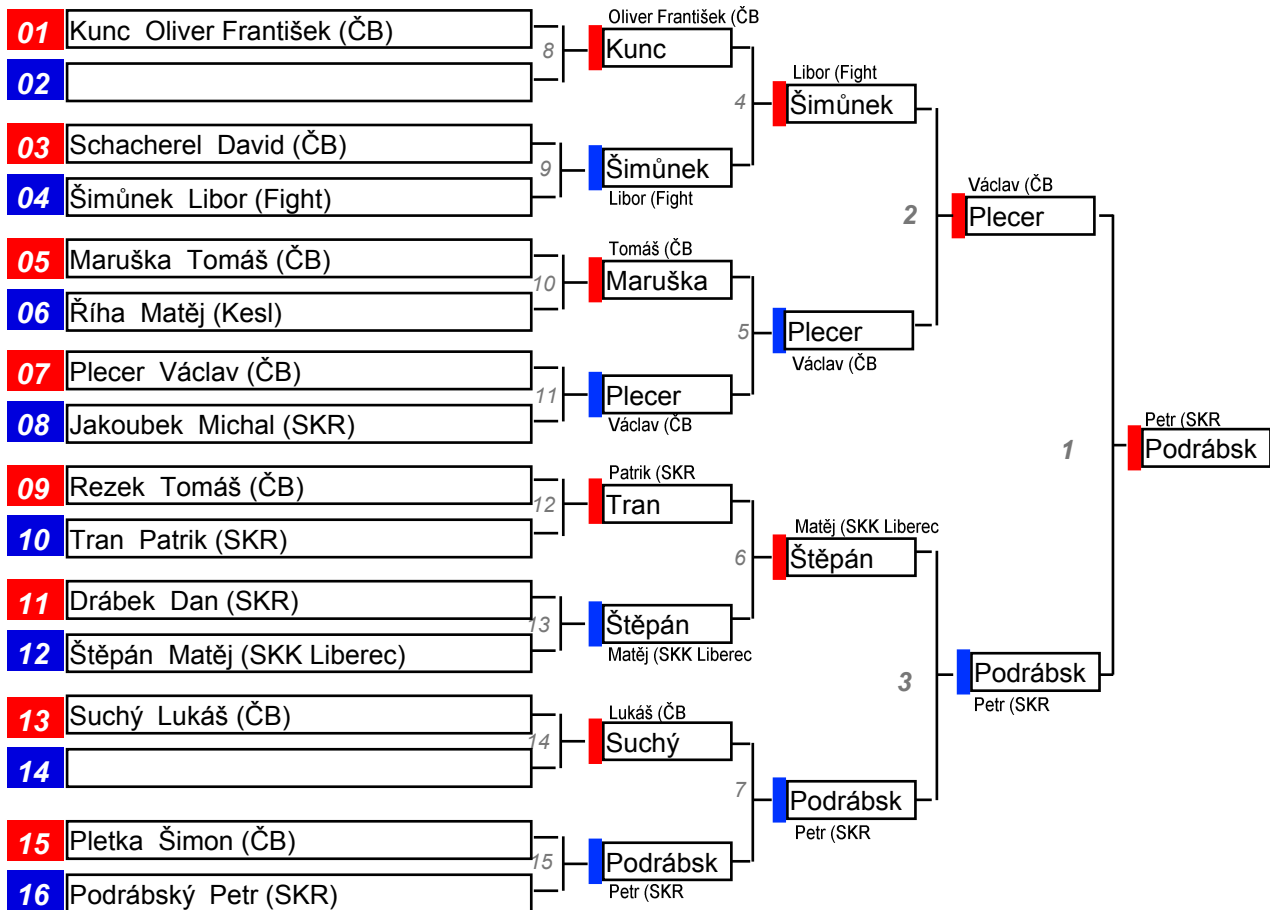 01 Kunc Oliver František (ČB)
02
03 Schacherel David (ČB)
04 Šimůnek Libor (Fight)
05 Maruška Tomáš (ČB)
06 Říha Matěj (Kesl)
07 Plecer Václav (ČB)
08 Jakoubek Michal (SKR)
09 Rezek Tomáš (ČB)
10 Tran Patrik (SKR)
11 Drábek Dan (SKR)
12 Štěpán Matěj (SKK Liberec)
13 Suchý Lukáš (ČB)
14
15 Pletka Šimon (ČB)
16 Podrábský Petr (SKR)
8
9
10
11
12
13
14
15
Oliver František (ČB
Kunc
Šimůnek
Libor (Fight
Tomáš (ČB
Maruška
Plecer
Václav (ČB
Patrik (SKR
Tran
Štěpán
Matěj (SKK Liberec
Lukáš (ČB
Suchý
Podrábsk
Petr (SKR
4
5
6
7
Libor (Fight
Šimůnek
Plecer
Václav (ČB
Matěj (SKK Liberec
Štěpán
Podrábsk
Petr (SKR
2
3
Václav (ČB
Plecer
Podrábsk
Petr (SKR
1
Petr (SKR
Podrábsk